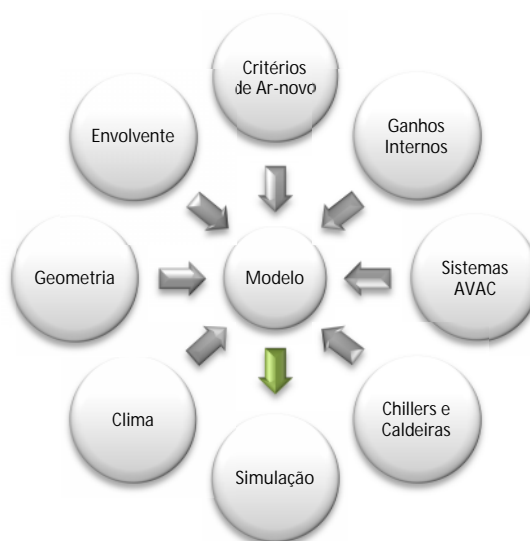 Critérios
de Ar-novo
Envolvente
Ganhos
Internos
Geometria
Modelo
Sistemas
AVAC
Clima
Chillers e
Caldeiras
Simulação